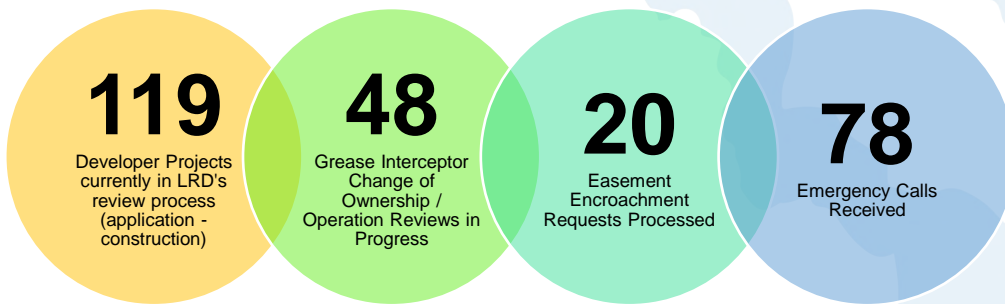 119
Developer Projects
currently in LRD's
review process
(application -
construction)
48
Grease Interceptor
Change of
Ownership /
Operation Reviews in
Progress
20
Easement
Encroachment
Requests Processed
78
Emergency Calls
Received